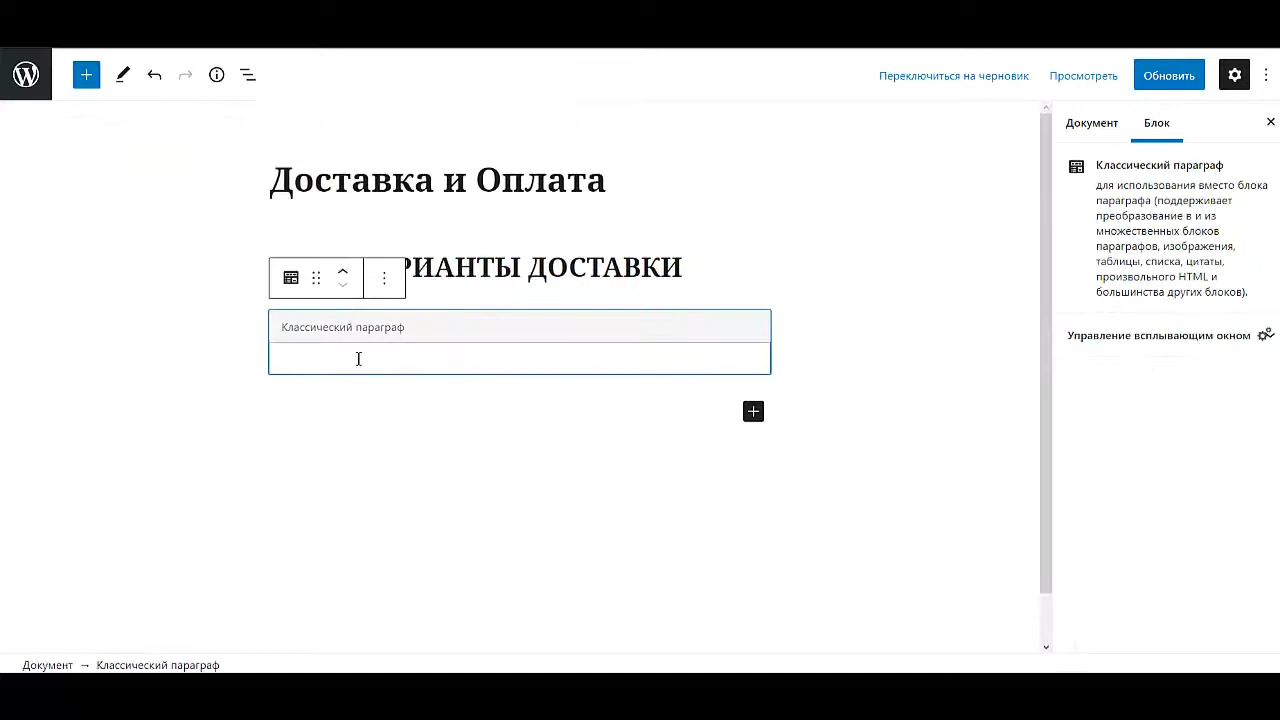 Переключиться на черновик Просмотреть Обновить
Доставка и Оплата
РИАНТЫ ДОСТАВКИ
Классический параграф
Документ Блок
Классический параграф
для использования вместо блока
параграфа (поддерживает
преобразование в и из
множественных блоков
параграфов, изображения,
таблицы, списка, цитаты,
произвольного HTML и
большинства других блоков).
Управление всплывающим окном
Документ → Классический параграф